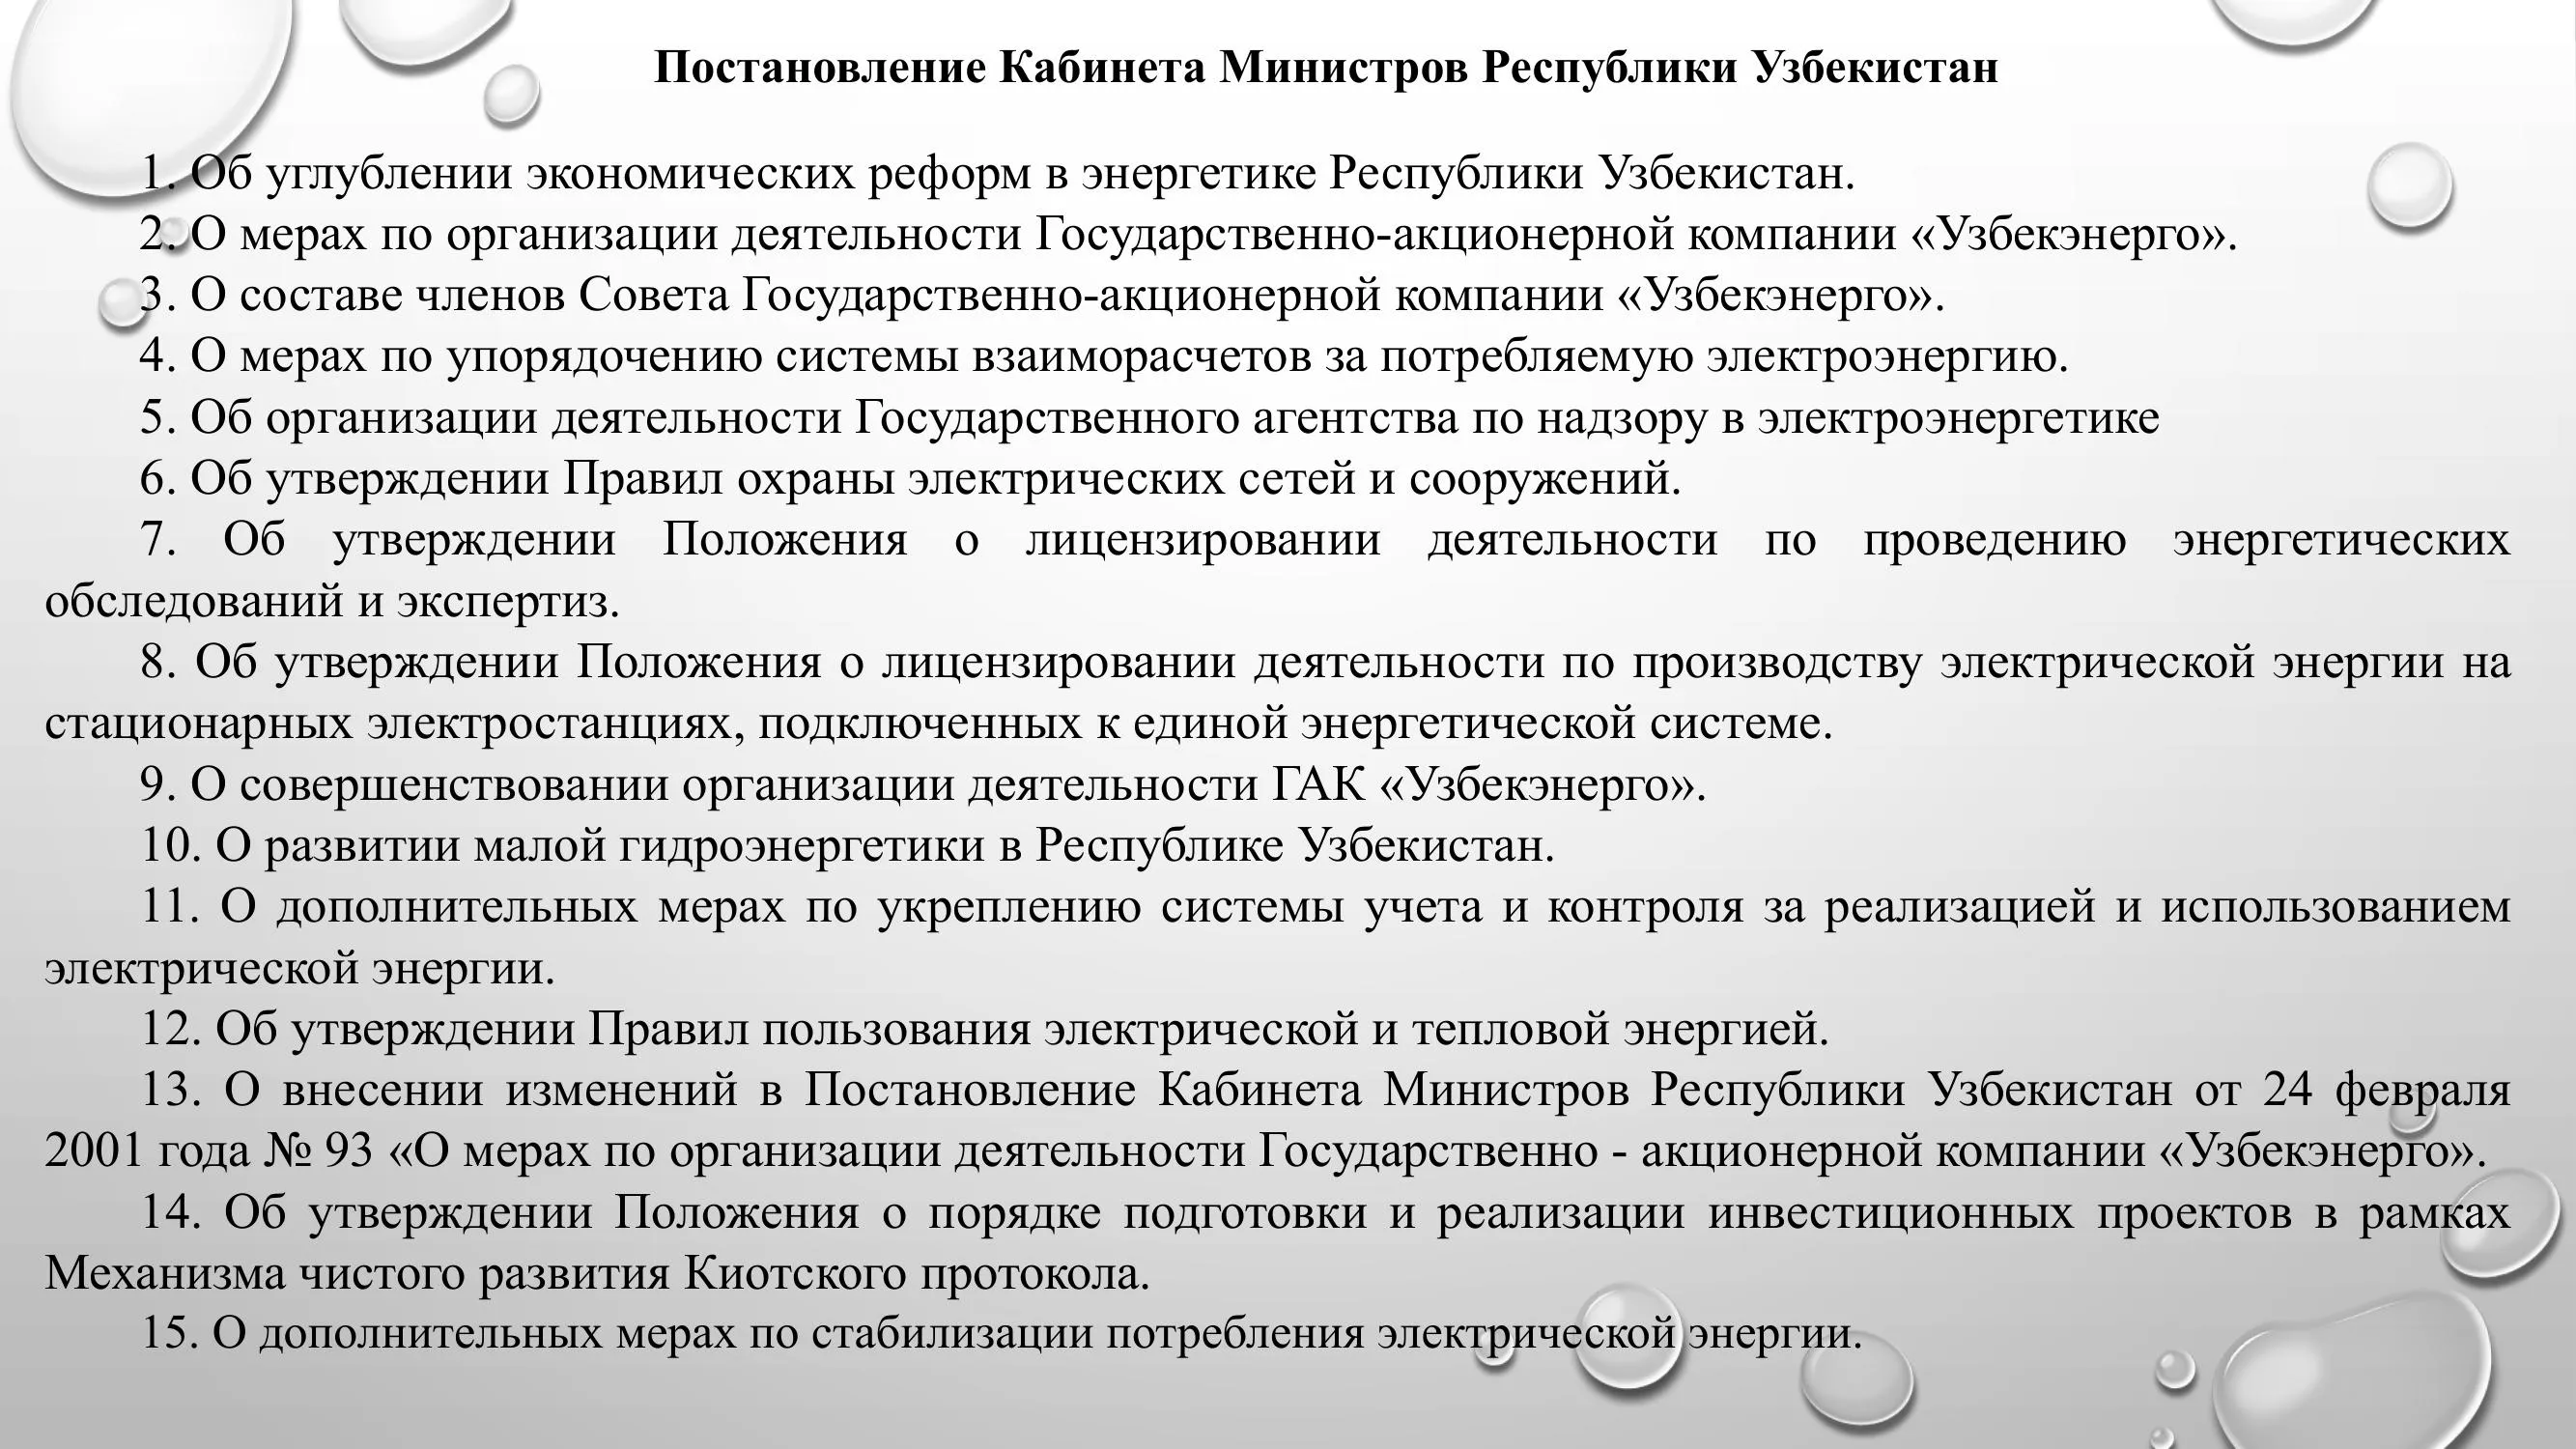 Постановление Кабинета Министров Республики Узбекистан
1. Об углублении экономических реформ в энергетике Республики Узбекистан.
2. О мерах по организации деятельности Государственно-акционерной компании «Узбекэнерго».
3. О составе членов Совета Государственно-акционерной компании «Узбекэнерго».
4. О мерах по упорядочению системы взаиморасчетов за потребляемую электроэнергию.
5. Об организации деятельности Государственного агентства по надзору в электроэнергетике
6. Об утверждении Правил охраны электрических сетей и сооружений.
7. Об утверждении Положения о лицензировании деятельности по проведению энергетических
обследований и экспертиз.
8. Об утверждении Положения о лицензировании деятельности по производству электрической энергии на
стационарных электростанциях, подключенных к единой энергетической системе.
9. О совершенствовании организации деятельности ГАК «Узбекэнерго».
10. О развитии малой гидроэнергетики в Республике Узбекистан.
11. О дополнительных мерах по укреплению системы учета и контроля за реализацией и использованием
электрической энергии.
12. Об утверждении Правил пользования электрической и тепловой энергией.
13. О внесении изменений в Постановление Кабинета Министров Республики Узбекистан от 24 февраля
2001 года № 93 «О мерах по организации деятельности Государственно - акционерной компании «Узбекэнерго».
14. Об утверждении Положения о порядке подготовки и реализации инвестиционных проектов в рамках
Механизма чистого развития Киотского протокола.
15. О дополнительных мерах по стабилизации потребления электрической энергии.